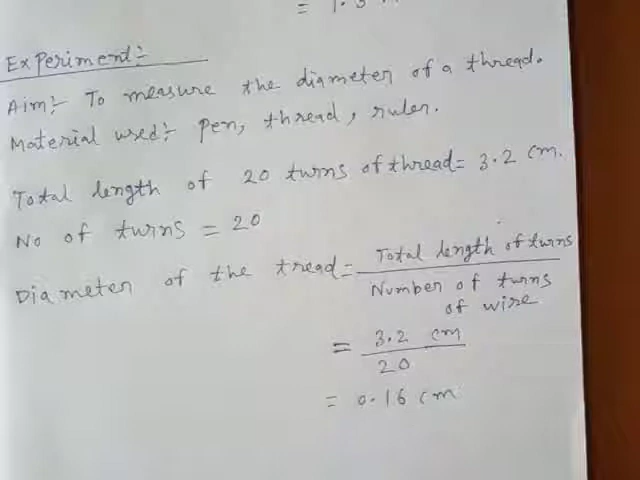 Experiment:-
Aim:- To measure the diameter of a thread.
Material used:- Pen, thread, ruler.
Total length of 20 turns of thread = 3.2 cm.
No of turns = 20
Diameter of the tread = Total length of turns
Number of turns
of wire
= 3.2 cm
20
= 0.16 cm